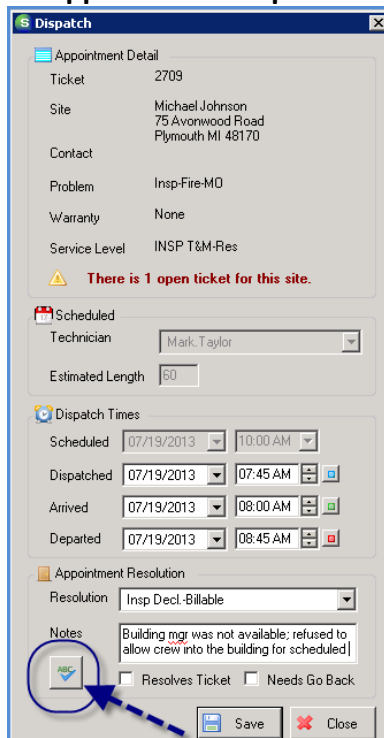 Dispatch
Appointment Detail
Ticket 2709
Site Michael Johnson
75 Avonwood Road
Plymouth MI 48170
Contact
Problem Insp-Fire-MO
Warranty None
Service Level INSP T&M-Res
There is 1 open ticket for this site.
Scheduled
Technician Mark.Taylor
Estimated Length 60
Dispatch Times
Scheduled 07/19/2013 10:00 AM
Dispatched 07/19/2013 07:45 AM
Arrived 07/19/2013 08:00 AM
Departed 07/19/2013 08:45 AM
Appointment Resolution
Resolution Insp Decl.-Billable
Notes Building mgr was not available; refused to
allow crew into the building for scheduled
ABC
Resolves Ticket Needs Go Back
Save Close